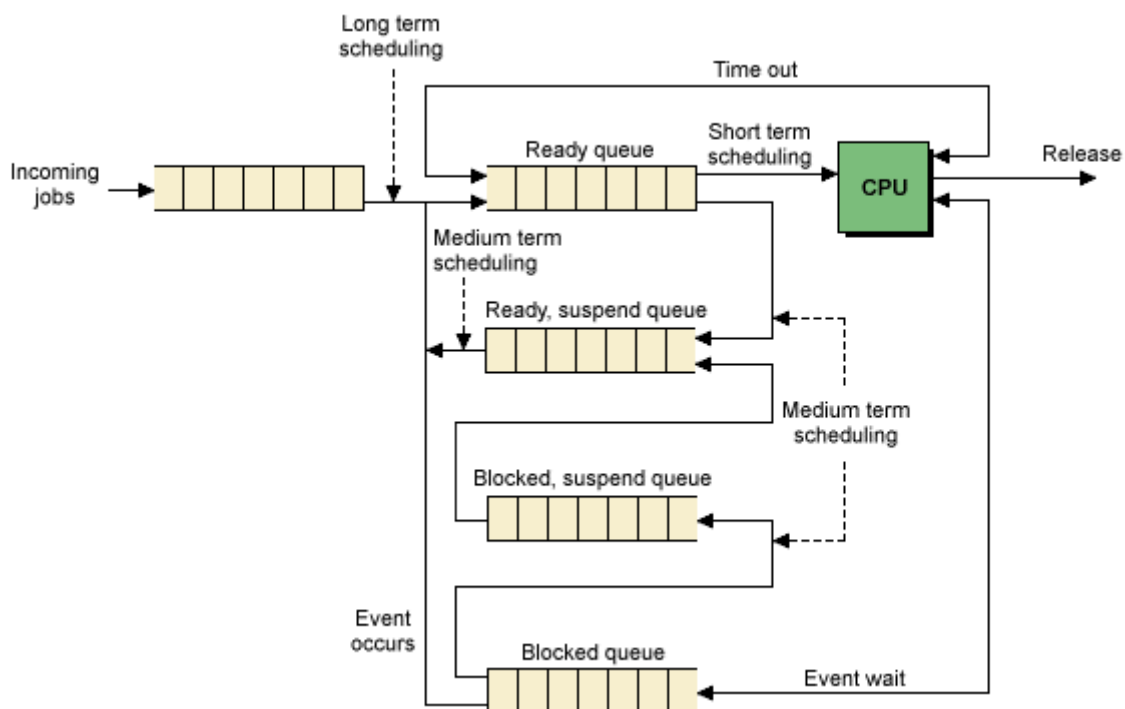 Long term
scheduling
Time out
Incoming
jobs
Ready queue
Short term
scheduling
CPU
Release
Medium term
scheduling
Ready, suspend queue
Medium term
scheduling
Blocked, suspend queue
Event
occurs
Blocked queue
Event wait